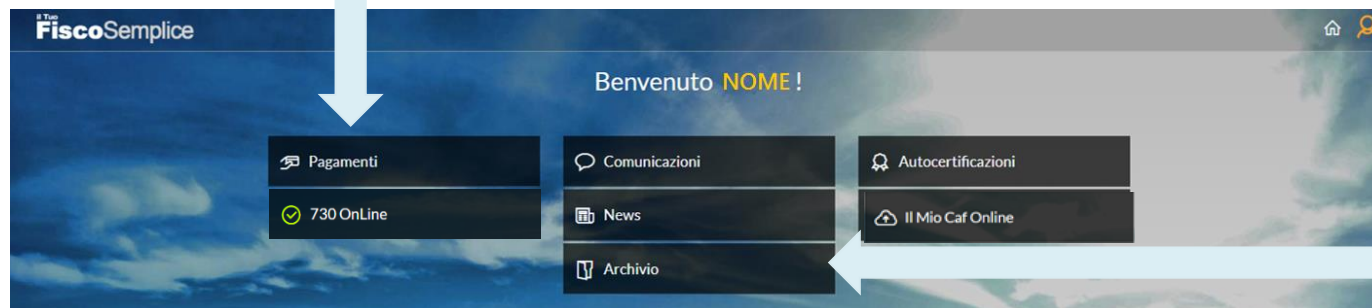 il Tuo
FiscoSemplice
Benvenuto NOME!
Pagamenti
730 OnLine
Comunicazioni
News
Archivio
Autocertificazioni
Il Mio Caf Online